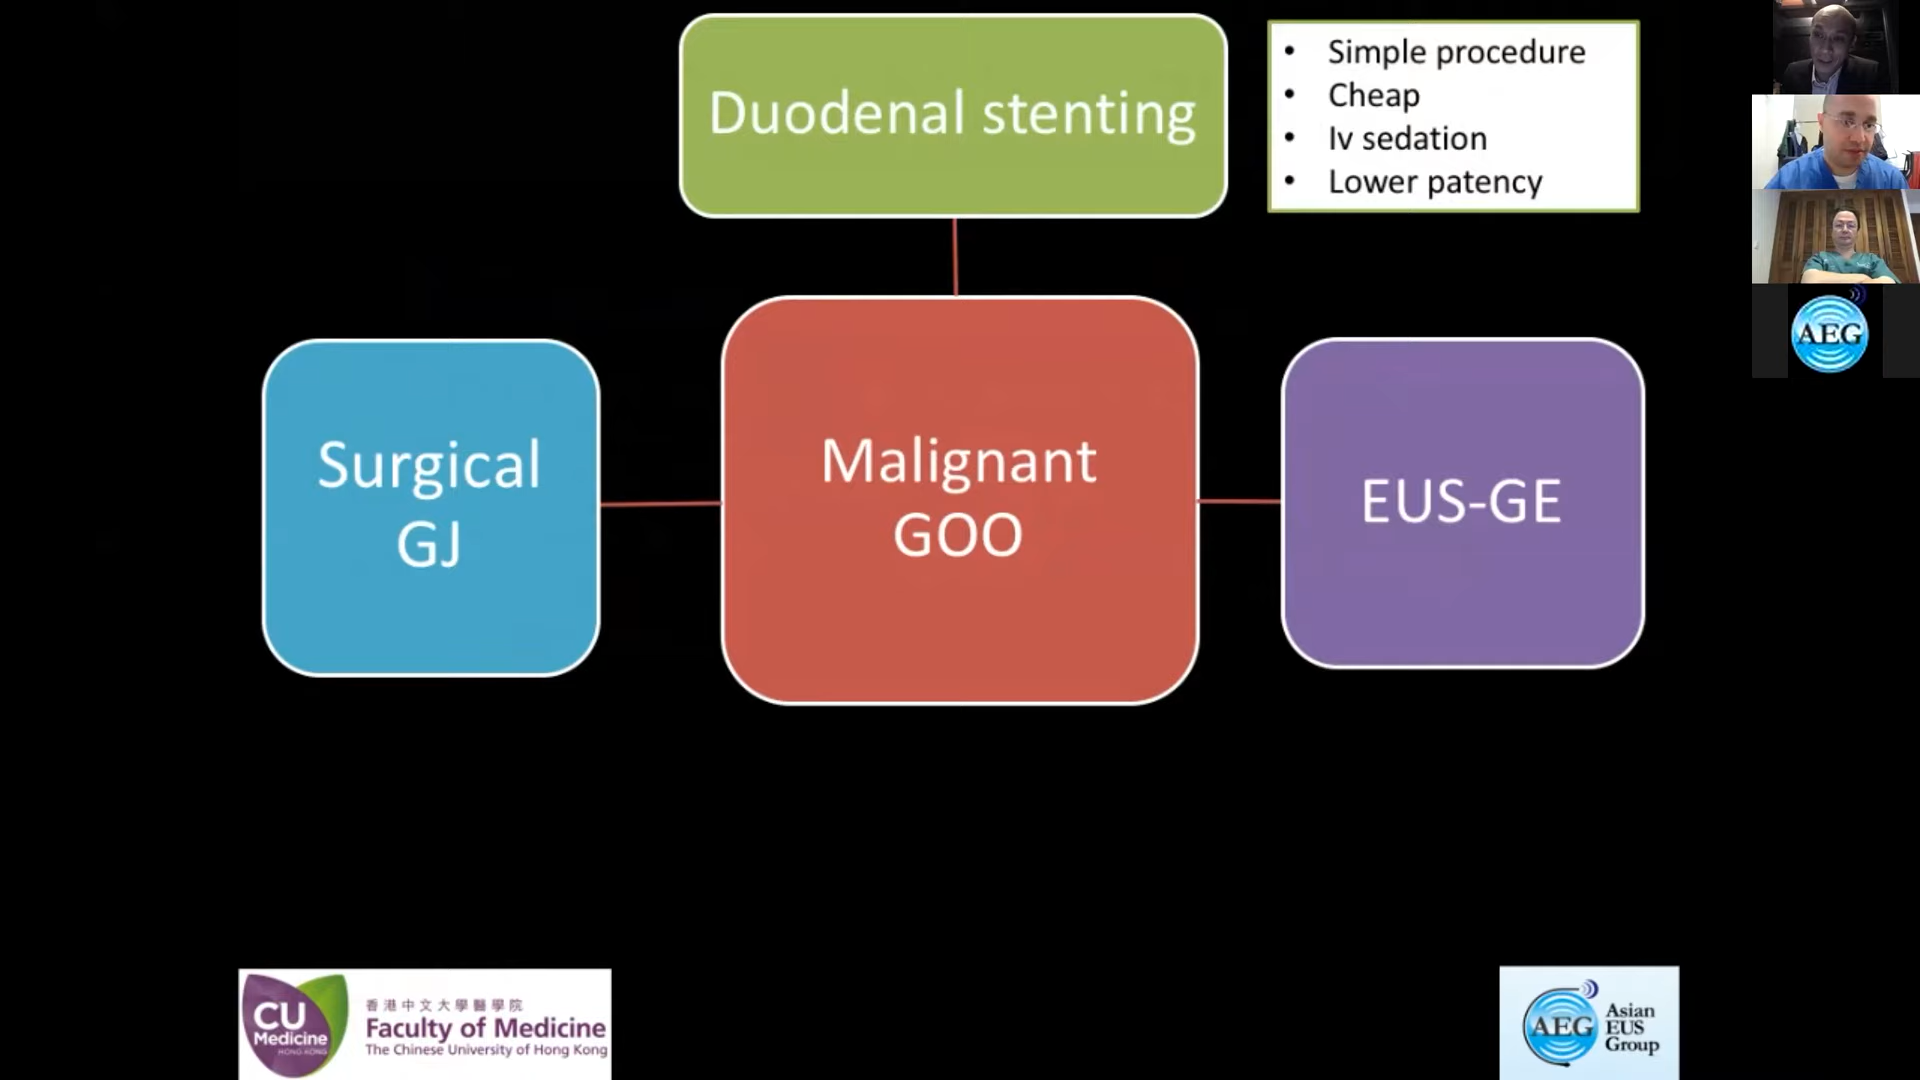 Duodenal stenting
• Simple procedure
• Cheap
• Iv sedation
• Lower patency
Surgical
GJ
Malignant
GOO
EUS-GE
AEG
CU
Medicine
HONG KONG
香港中文大學醫學院
Faculty of Medicine
The Chinese University of Hong Kong
AEG
Asian
EUS
Group